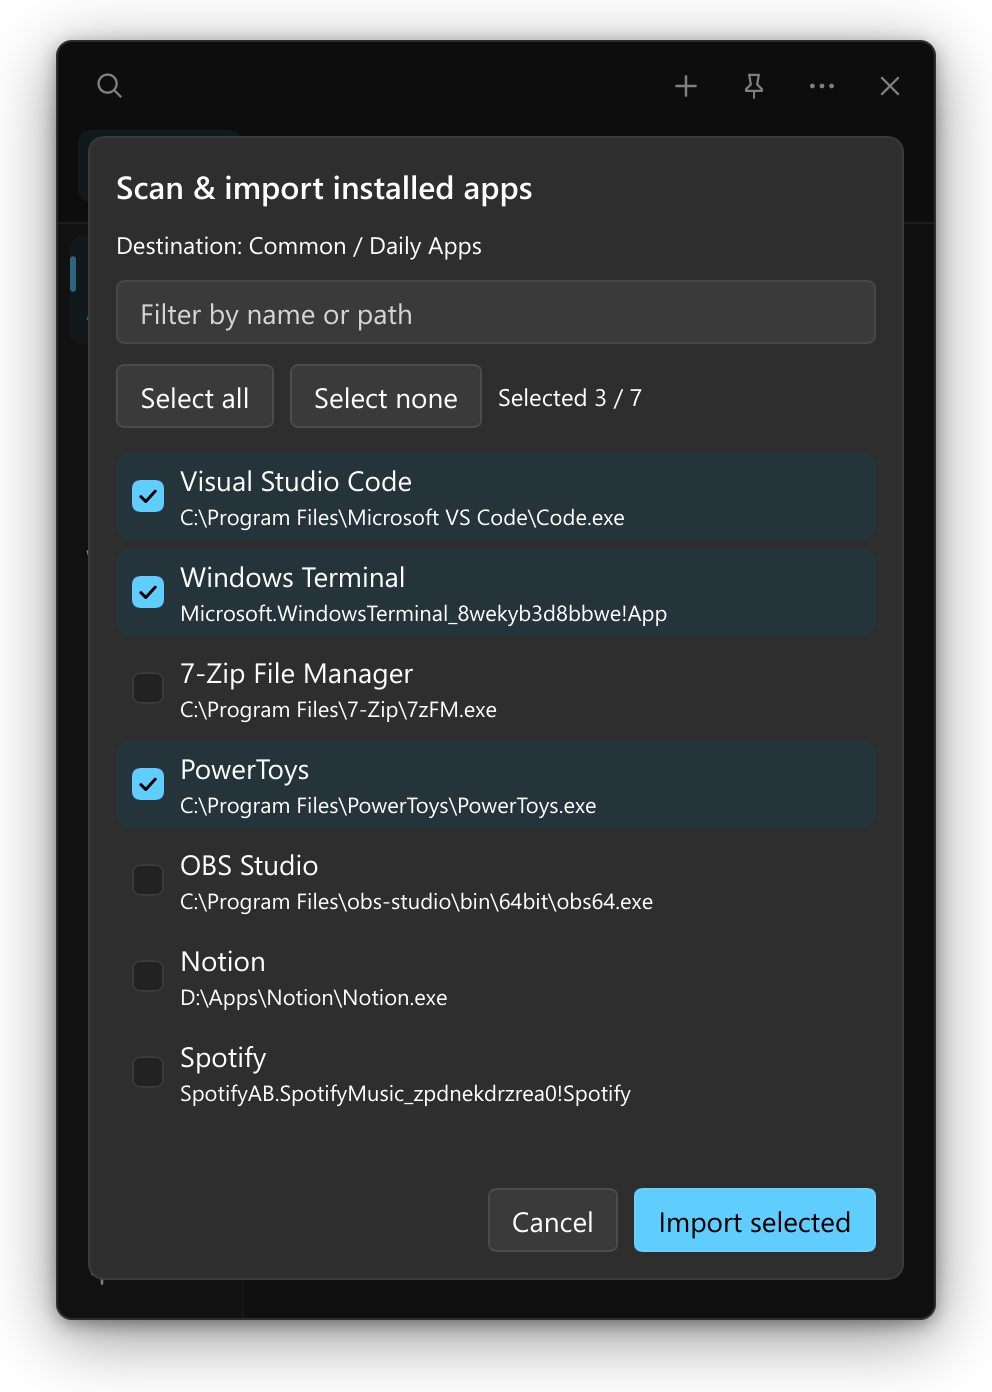 Scan & import installed apps
Destination: Common / Daily Apps
Filter by name or path
Select all
Select none
Selected 3 / 7
Visual Studio Code
C:\Program Files\Microsoft VS Code\Code.exe
Windows Terminal
Microsoft.WindowsTerminal_8wekyb3d8bbwe!App
7-Zip File Manager
C:\Program Files\7-Zip\7zFM.exe
PowerToys
C:\Program Files\PowerToys\PowerToys.exe
OBS Studio
C:\Program Files\obs-studio\bin\64bit\obs64.exe
Notion
D:\Apps\Notion\Notion.exe
Spotify
SpotifyAB.SpotifyMusic_zpdnekdrzrea0!Spotify
Cancel
Import selected